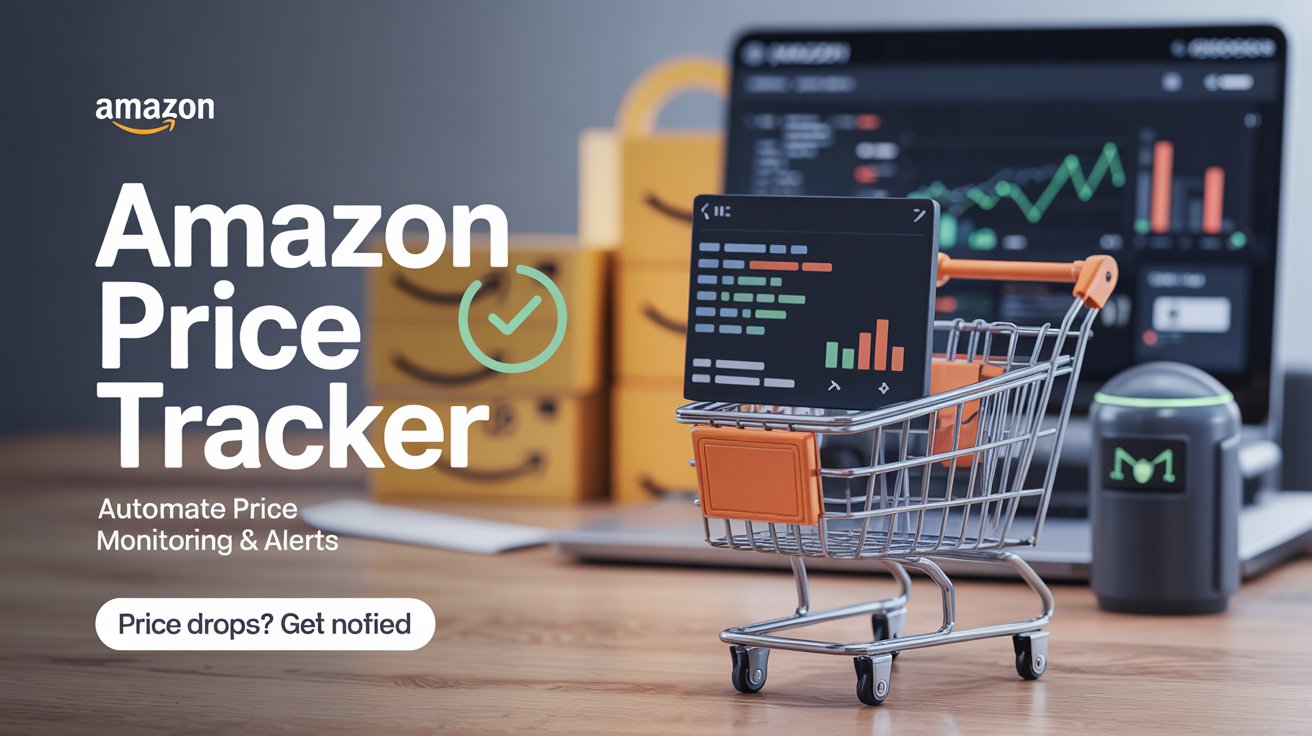 amazon
Amazon
Price
Tracker
Automate Price
Monitoring & Alerts
Price drops? Get nofied